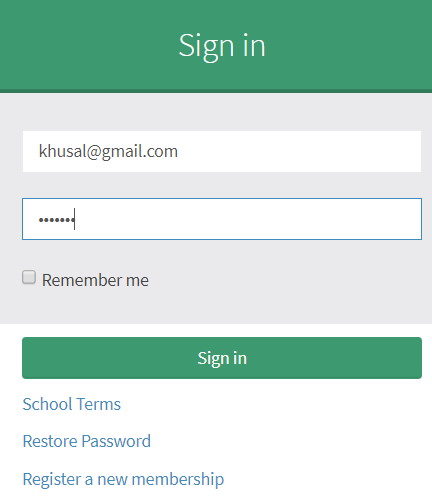 Sign in
khusal@gmail.com
•••••••
Remember me
Sign in
School Terms
Restore Password
Register a new membership